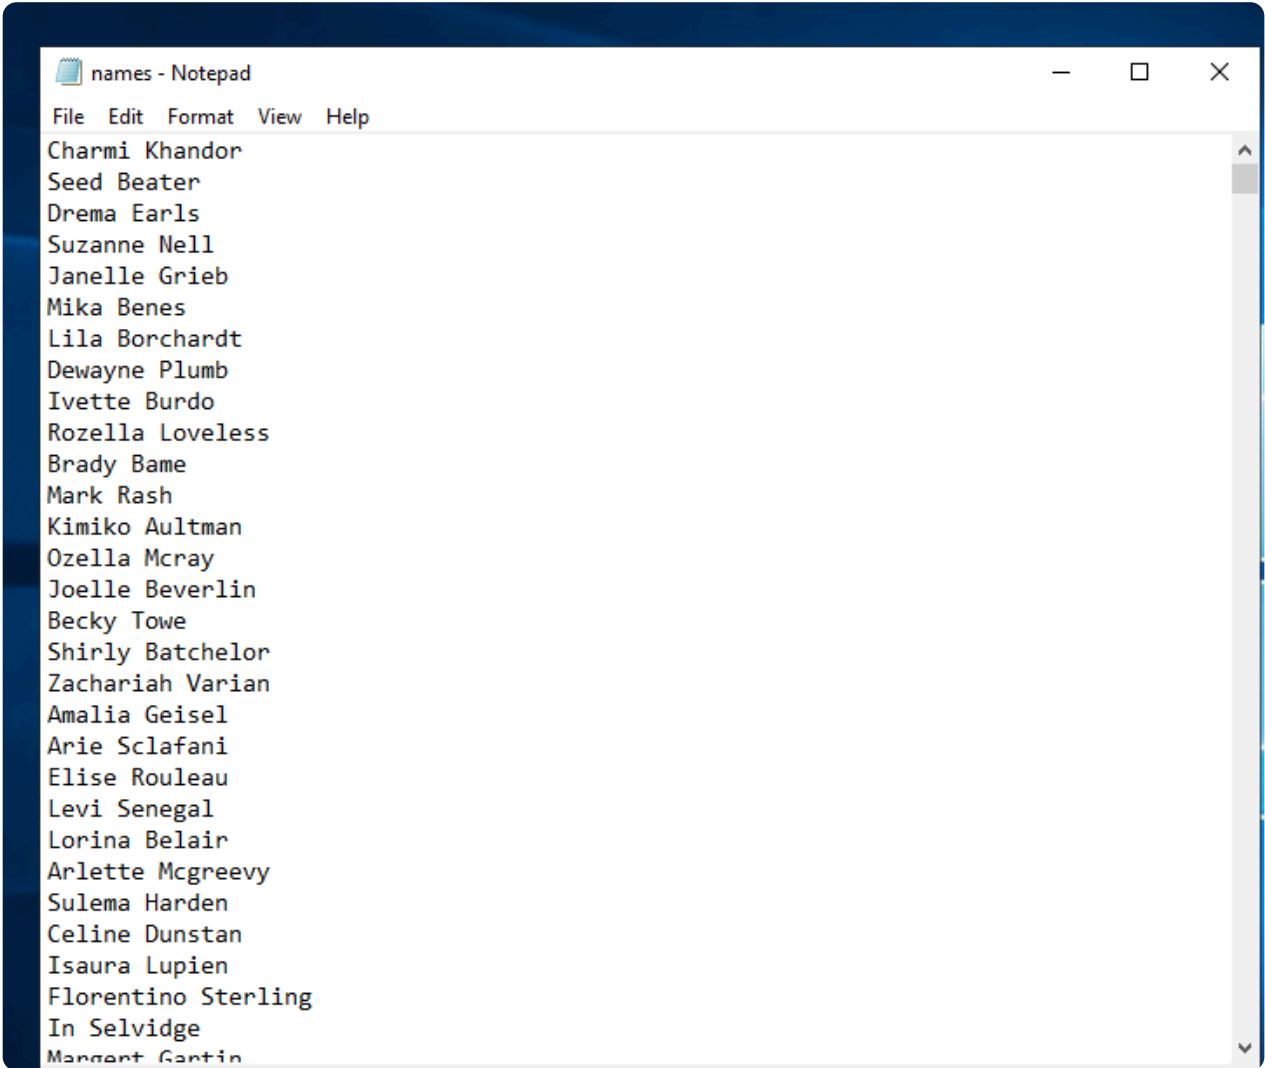 names - Notepad
File Edit Format View Help
Charmi Khandor
Seed Beater
Drema Earls
Suzanne Nell
Janelle Grieb
Mika Benes
Lila Borchardt
Dewayne Plumb
Ivette Burdo
Rozella Loveless
Brady Bame
Mark Rash
Kimiko Aultman
Ozella Mcray
Joelle Beverlin
Becky Towe
Shirly Batchelor
Zachariah Varian
Amalia Geisel
Arie Sclafani
Elise Rouleau
Levi Senegal
Lorina Belair
Arlette Mcgreevy
Sulema Harden
Celine Dunstan
Isaura Lupien
Florentino Sterling
In Selvidge
Margert Gartin